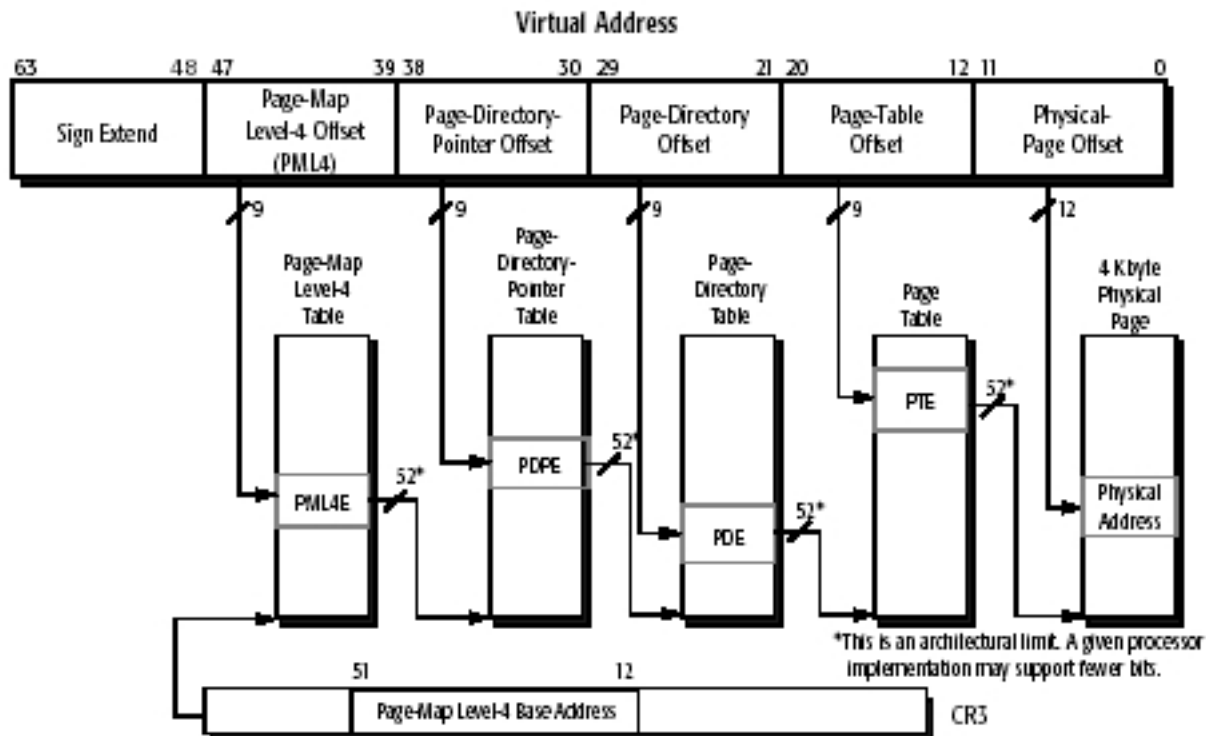 Virtual Address
63 48 47 39 38 30 29 21 20 12 11 0
Sign Extend
Page-Map
Level-4 Offset
(PML4)
Page-Directory-
Pointer Offset
Page-Directory
Offset
Page-Table
Offset
Physical-
Page Offset
9
9
9
9
12
Page-Map
Level-4
Table
Page-
Directory-
Pointer
Table
Page-
Directory
Table
Page
Table
4 Kbyte
Physical
Page
PML4E
52*
PDPE
52*
PDE
52*
PTE
52*
Physical
Address
*This is an architectural limit. A given processor
implementation may support fewer bits.
51 12
Page-Map Level-4 Base Address
CR3